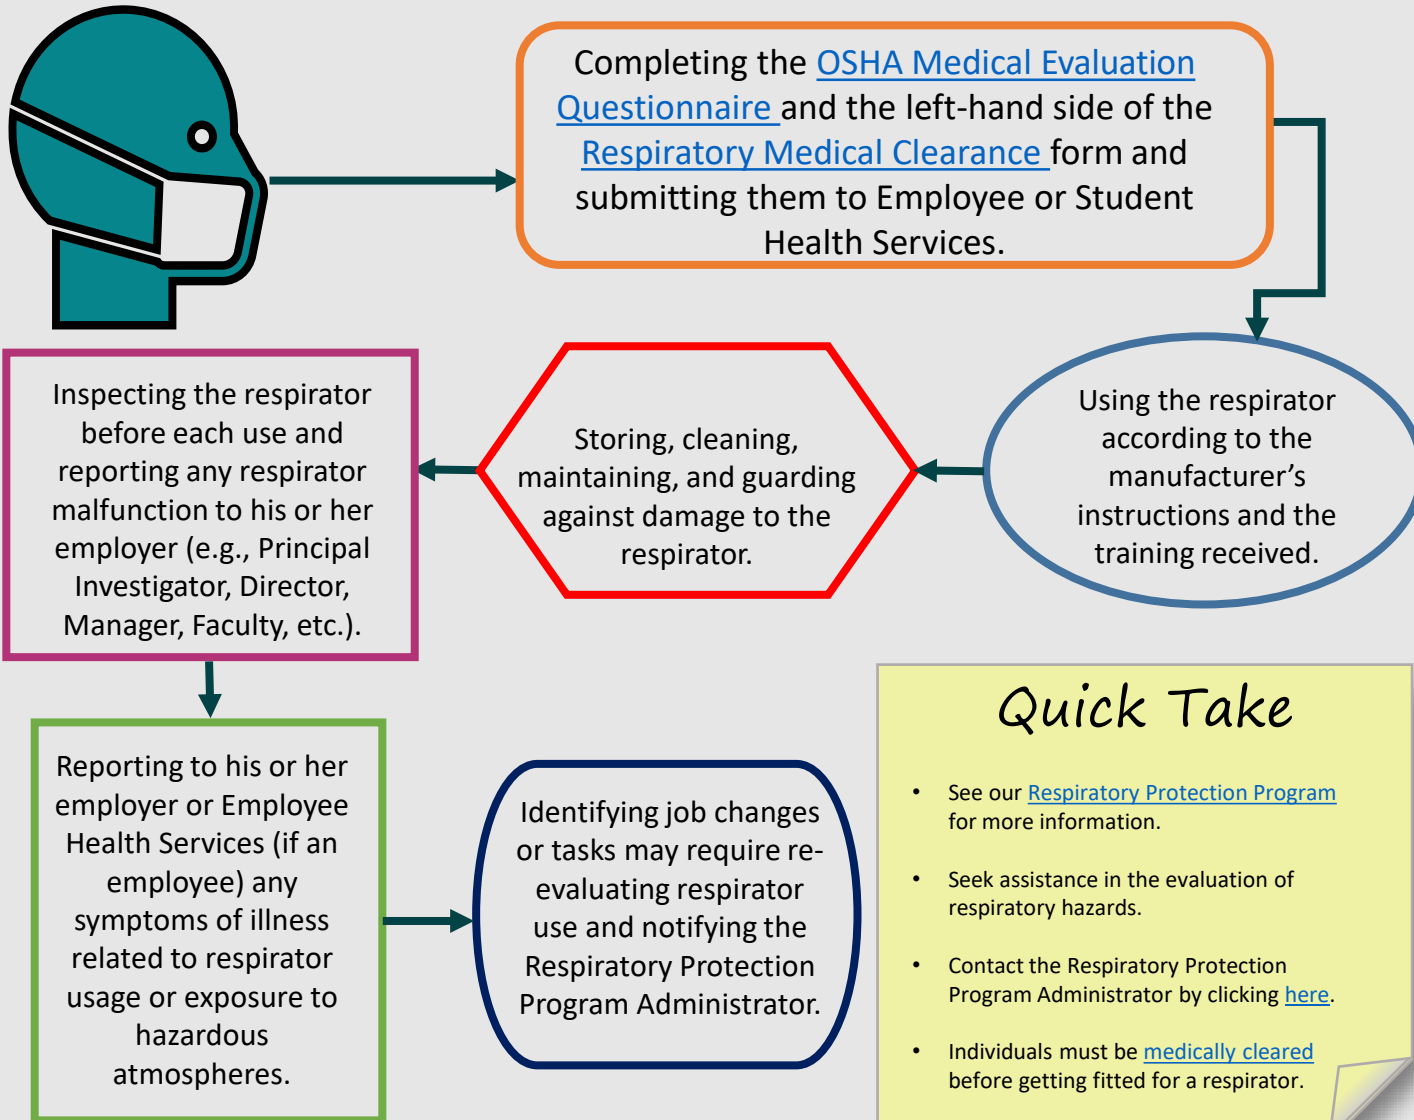 Completing the OSHA Medical Evaluation
Questionnaire and the left-hand side of the
Respiratory Medical Clearance form and
submitting them to Employee or Student
Health Services.
Using the respirator
according to the
manufacturer’s
instructions and the
training received.
Storing, cleaning,
maintaining, and guarding
against damage to the
respirator.
Inspecting the respirator
before each use and
reporting any respirator
malfunction to his or her
employer (e.g., Principal
Investigator, Director,
Manager, Faculty, etc.).
Reporting to his or her
employer or Employee
Health Services (if an
employee) any
symptoms of illness
related to respirator
usage or exposure to
hazardous
atmospheres.
Identifying job changes
or tasks may require re-
evaluating respirator
use and notifying the
Respiratory Protection
Program Administrator.
Quick Take
• See our Respiratory Protection Program
for more information.
• Seek assistance in the evaluation of
respiratory hazards.
• Contact the Respiratory Protection
Program Administrator by clicking here.
• Individuals must be medically cleared
before getting fitted for a respirator.